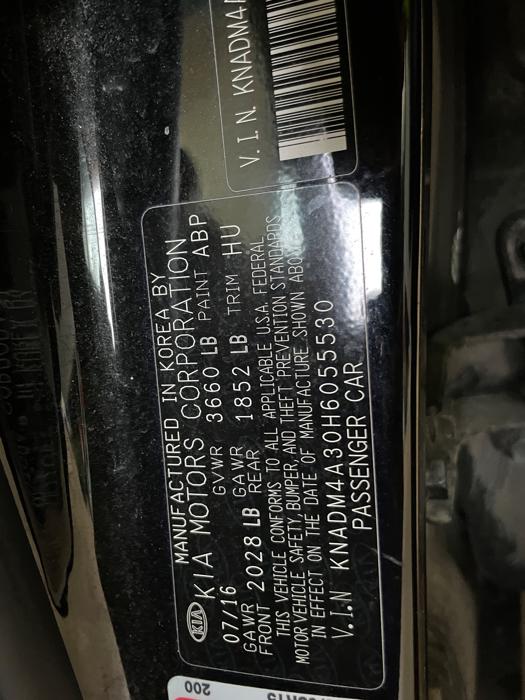 MANUFACTURED IN KOREA BY
KIA KIA MOTORS CORPORATION
07/16 GVWR 3660 LB PAINT ABP
GAWR FRONT 2028 LB GAWR REAR 1852 LB TRIM HU
THIS VEHICLE CONFORMS TO ALL APPLICABLE U.S.A. FEDERAL
MOTOR VEHICLE SAFETY, BUMPER, AND THEFT PREVENTION STANDARDS
IN EFFECT ON THE DATE OF MANUFACTURE SHOWN ABOVE
V.I.N. KNADM4A30H6055530
PASSENGER CAR
V.I.N. KNADM4
200